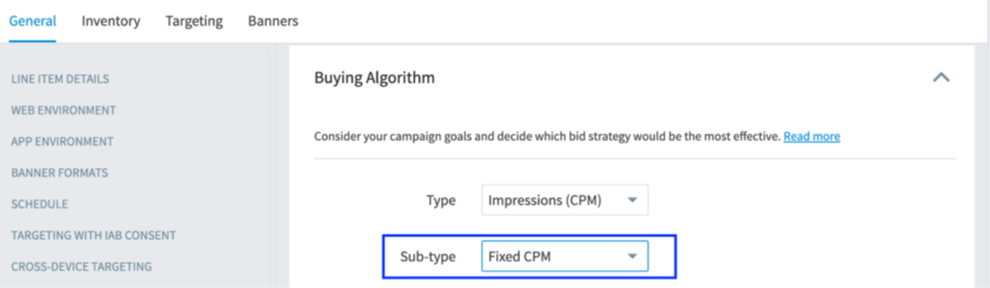 General Inventory Targeting Banners
LINE ITEM DETAILS
WEB ENVIRONMENT
APP ENVIRONMENT
BANNER FORMATS
SCHEDULE
TARGETING WITH IAB CONSENT
CROSS-DEVICE TARGETING
Buying Algorithm
Consider your campaign goals and decide which bid strategy would be the most effective. Read more
Type Impressions (CPM)
Sub-type Fixed CPM